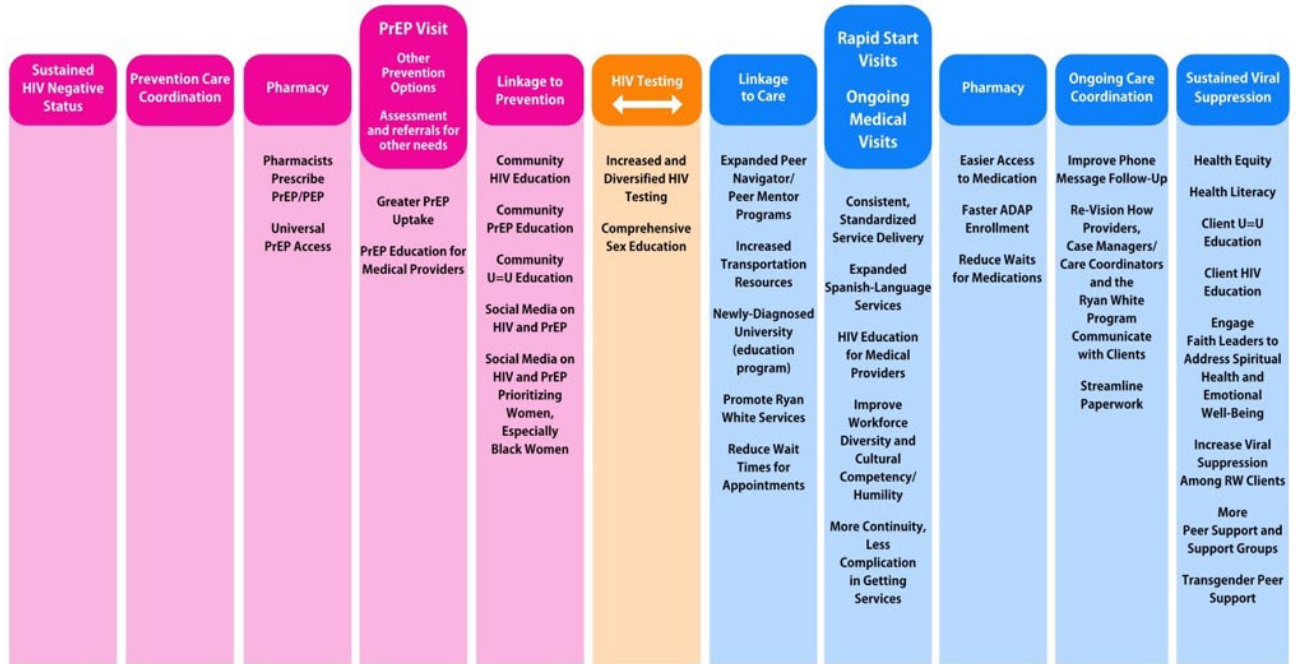 Sustained
HIV Negative
Status
Prevention Care
Coordination
Pharmacy
Pharmacists
Prescribe
PrEP/PEP
Universal
PrEP Access
PrEP Visit
Other
Prevention
Options
Assessment
and referrals for
other needs
Greater PrEP
Uptake
PrEP Education for
Medical Providers
Linkage to
Prevention
Community
HIV Education
Community
PrEP Education
Community
U=U Education
Social Media on
HIV and PrEP
Social Media on
HIV and PrEP
Prioritizing
Women,
Especially
Black Women
HIV Testing
Increased and
Diversified HIV
Testing
Comprehensive
Sex Education
Linkage
to Care
Expanded Peer
Navigator/
Peer Mentor
Programs
Increased
Transportation
Resources
Newly-Diagnosed
University
(education
program)
Promote Ryan
White Services
Reduce Wait
Times for
Appointments
Rapid Start
Visits
Ongoing
Medical
Visits
Consistent,
Standardized
Service Delivery
Expanded
Spanish-Language
Services
HIV Education
for Medical
Providers
Improve
Workforce
Diversity and
Cultural
Competency/
Humility
More Continuity,
Less
Complication
in Getting
Services
Pharmacy
Easier Access
to Medication
Faster ADAP
Enrollment
Reduce Waits
for Medications
Ongoing Care
Coordination
Improve Phone
Message Follow-Up
Re-Vision How
Providers,
Case Managers/
Care Coordinators
and the
Ryan White
Program
Communicate
with Clients
Streamline
Paperwork
Sustained Viral
Suppression
Health Equity
Health Literacy
Client U=U
Education
Client HIV
Education
Engage
Faith Leaders to
Address Spiritual
Health and
Emotional
Well-Being
Increase Viral
Suppression
Among RW Clients
More
Peer Support and
Support Groups
Transgender Peer
Support